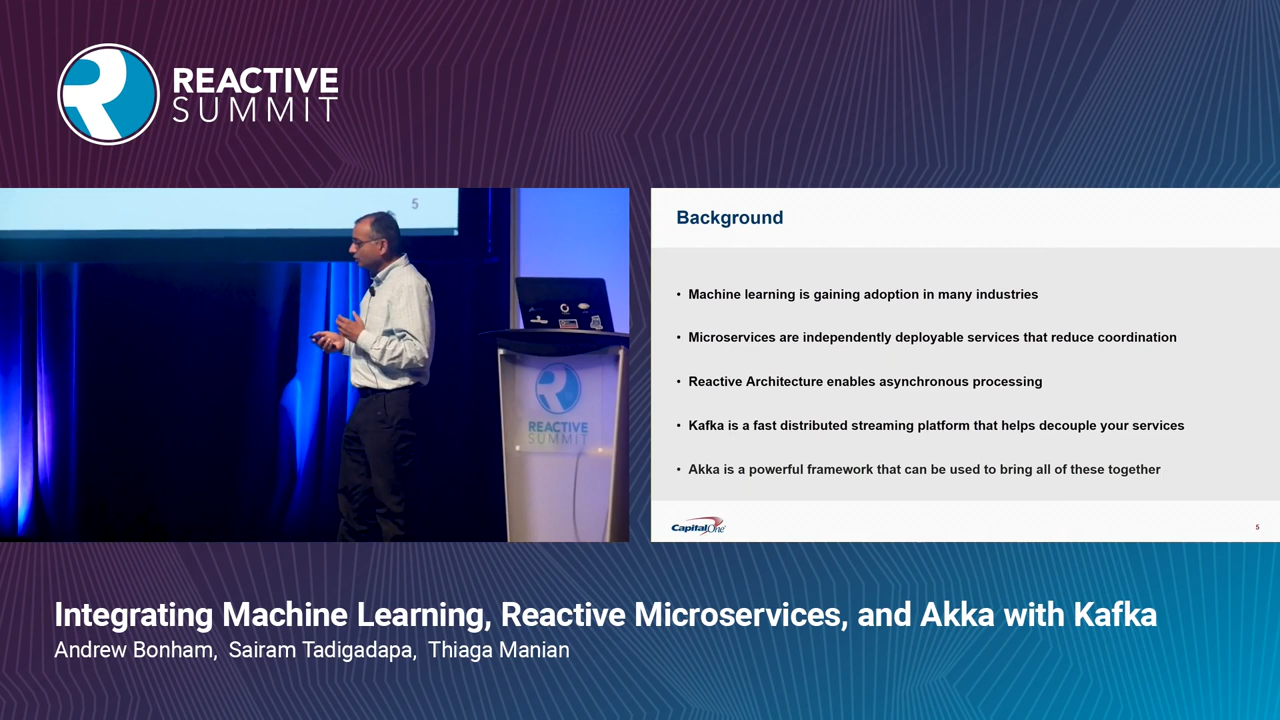 REACTIVE
SUMMIT
5
REACTIVE
SUMMIT
Background
• Machine learning is gaining adoption in many industries
• Microservices are independently deployable services that reduce coordination
• Reactive Architecture enables asynchronous processing
• Kafka is a fast distributed streaming platform that helps decouple your services
• Akka is a powerful framework that can be used to bring all of these together
CapitalOne
5
Integrating Machine Learning, Reactive Microservices, and Akka with Kafka
Andrew Bonham, Sairam Tadigadapa, Thiaga Manian